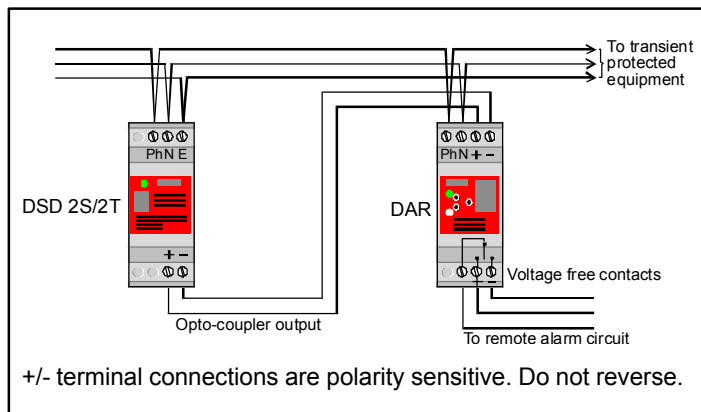 To transient
protected
equipment
PhN E
PhN + −
DSD 2S/2T
DAR
+ −
+ −
Voltage free contacts
Opto-coupler output
To remote alarm circuit
+/- terminal connections are polarity sensitive. Do not reverse.